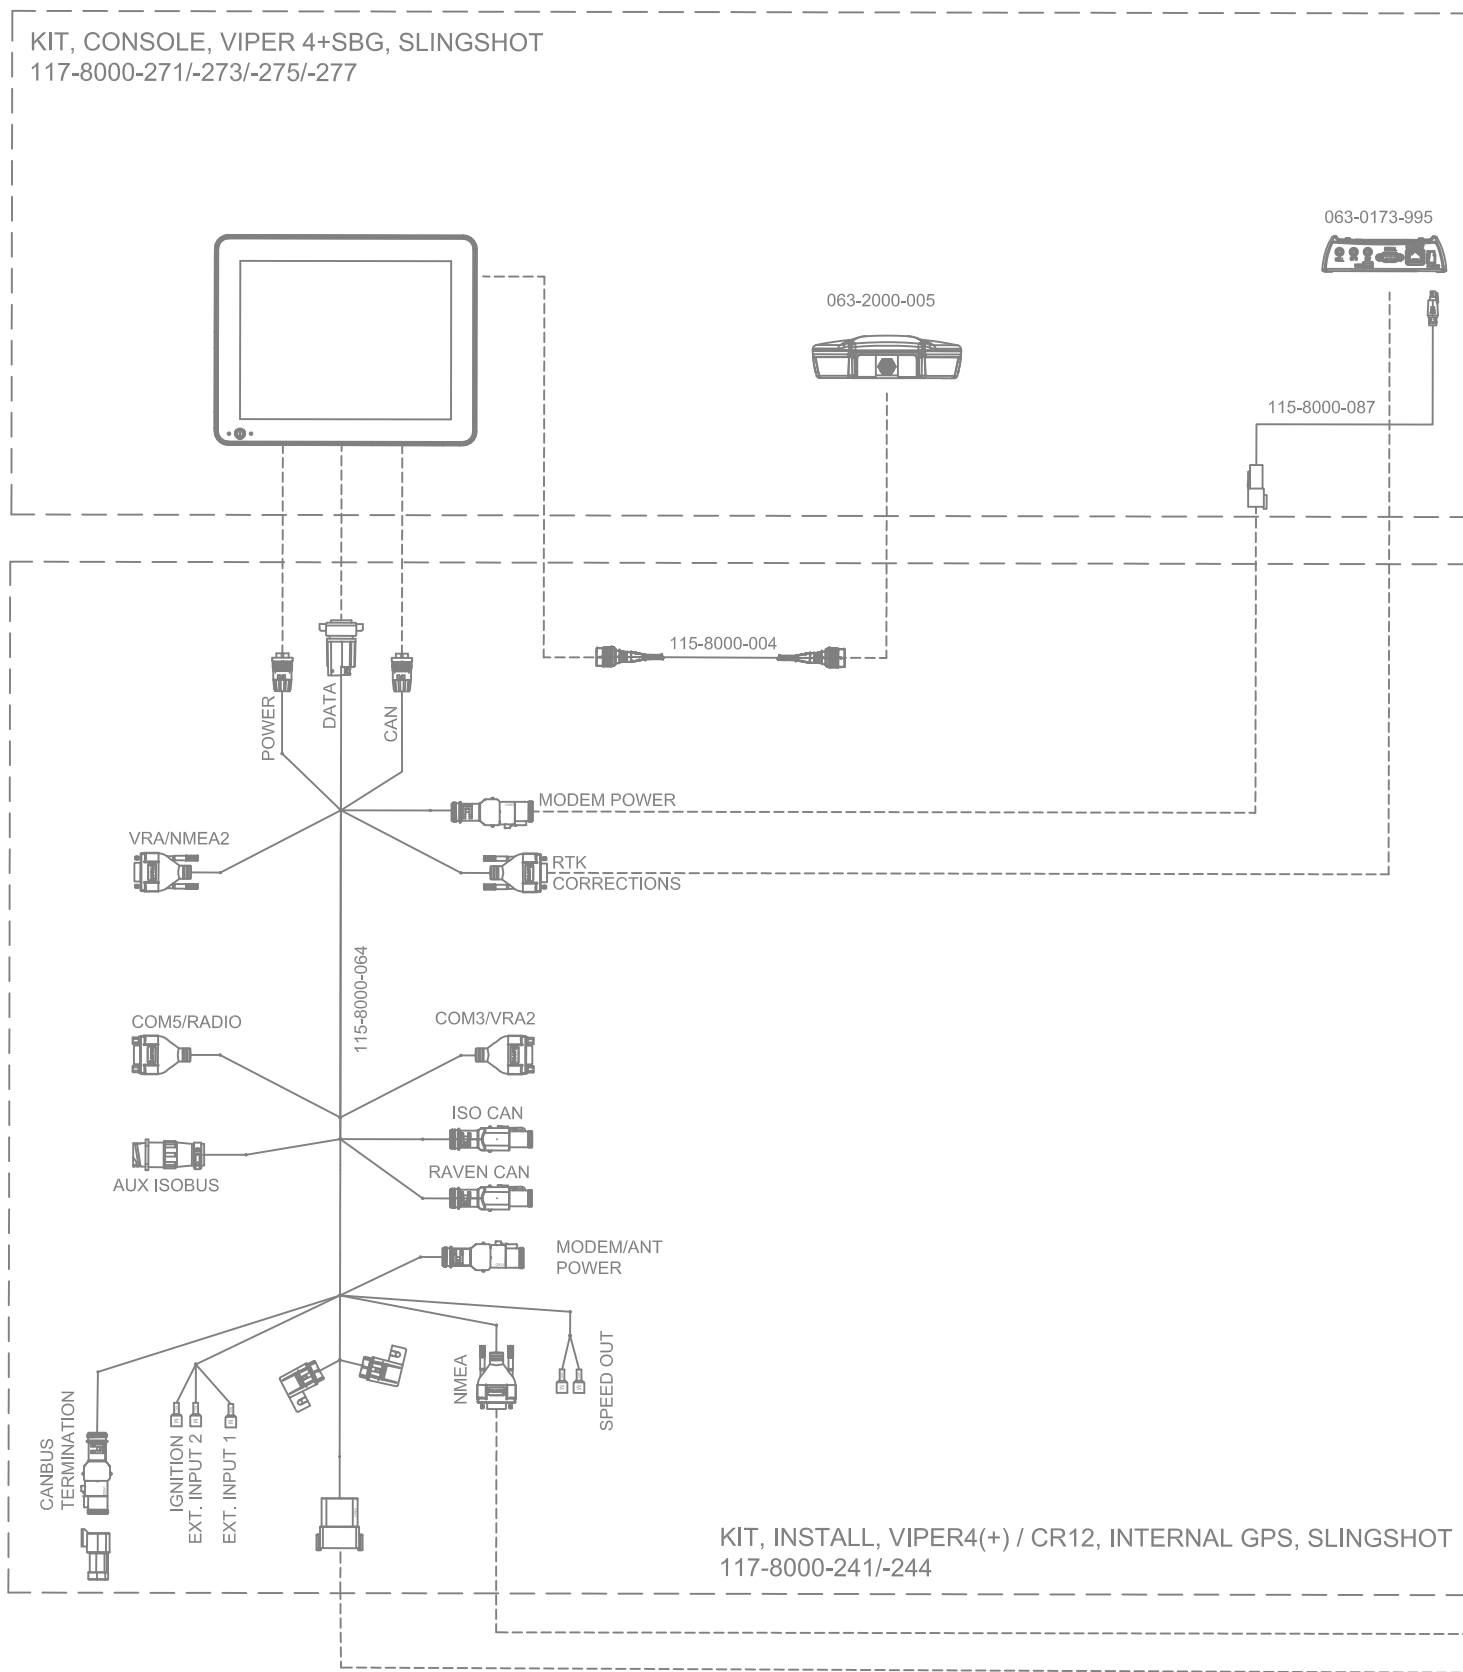 KIT, CONSOLE, VIPER 4+SBG, SLINGSHOT
117-8000-271/-273/-275/-277
063-0173-995
063-2000-005
115-8000-087
115-8000-004
POWER
DATA
CAN
MODEM POWER
VRA/NMEA2
RTK
CORRECTIONS
115-8000-064
COM5/RADIO
COM3/VRA2
ISO CAN
RAVEN CAN
AUX ISOBUS
MODEM/ANT
POWER
CANBUS
TERMINATION
IGNITION
EXT. INPUT 2
EXT. INPUT 1
NMEA
SPEED OUT
KIT, INSTALL, VIPER4(+) / CR12, INTERNAL GPS, SLINGSHOT
117-8000-241/-244